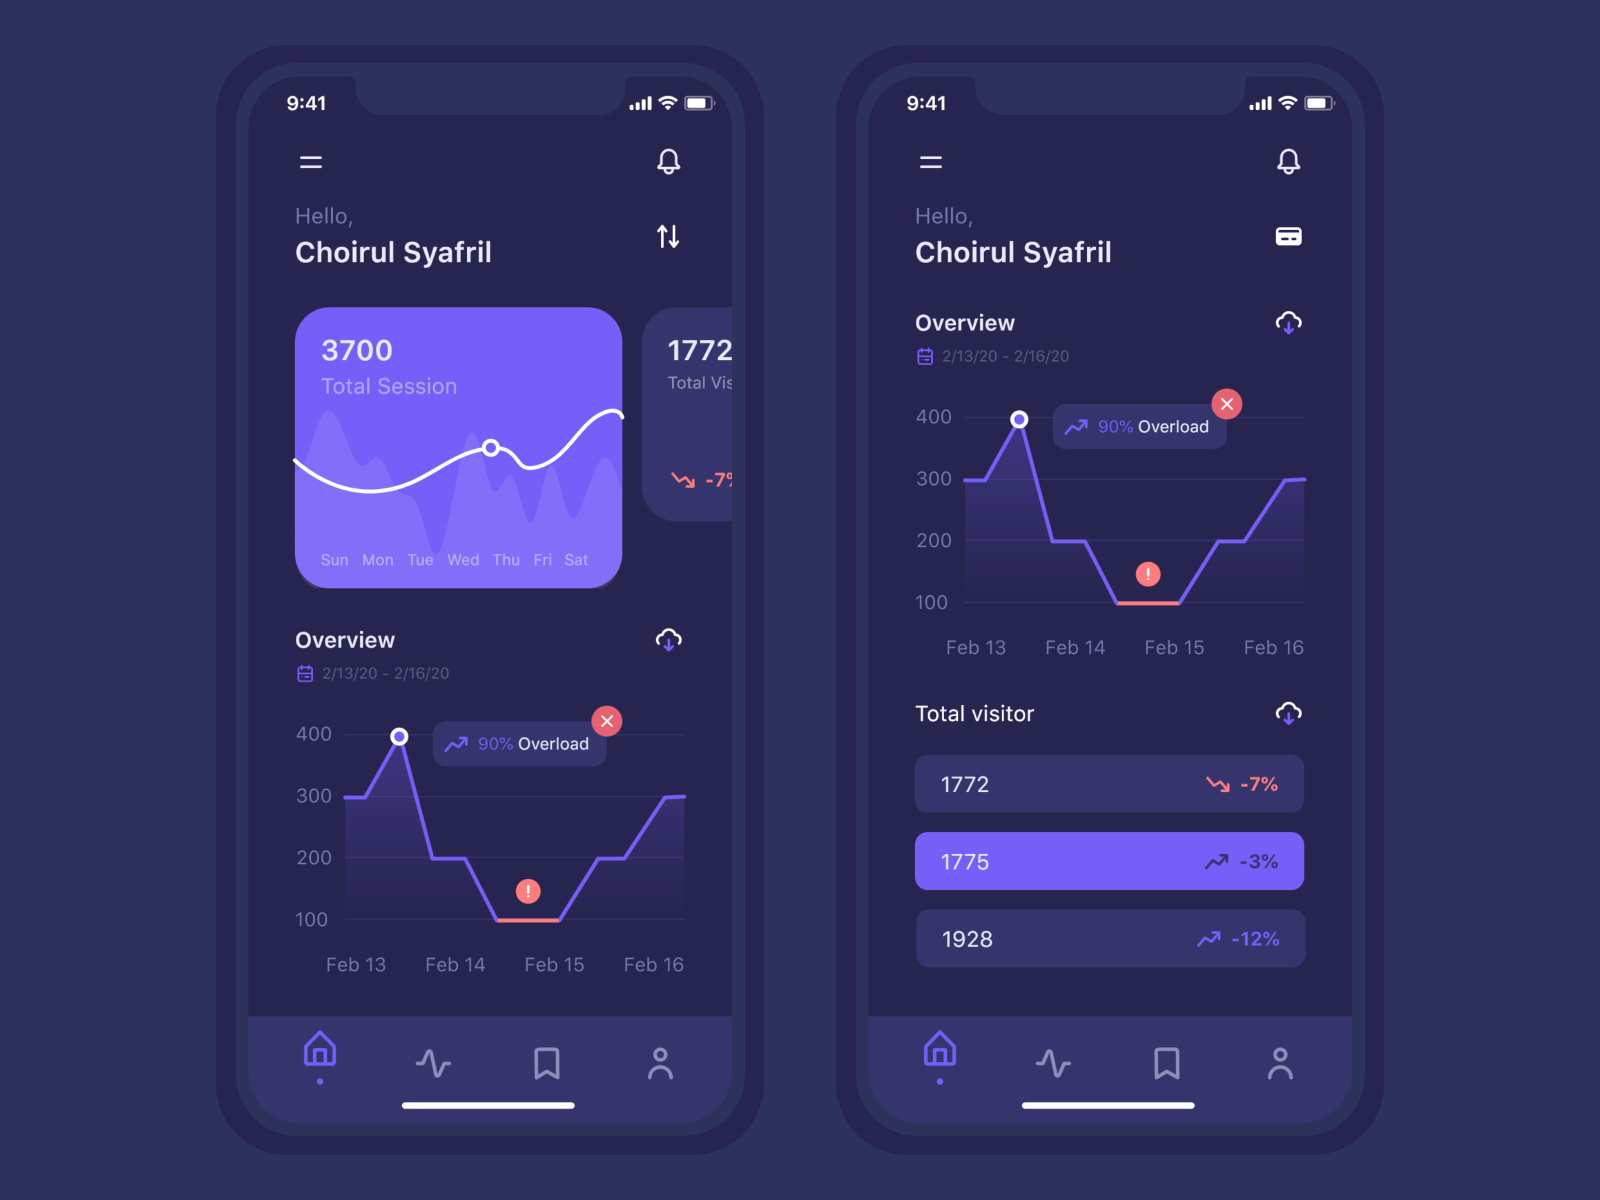 9:41
Hello,
Choirul Syafril
3700
Total Session
Sun Mon Tue Wed Thu Fri Sat
1772
Total Vis
-7%
Overview
2/13/20 - 2/16/20
400
90% Overload
300
200
!
100
Feb 13 Feb 14 Feb 15 Feb 16
9:41
Hello,
Choirul Syafril
Overview
2/13/20 - 2/16/20
400
90% Overload
300
200
!
100
Feb 13 Feb 14 Feb 15 Feb 16
Total visitor
1772 -7%
1775 -3%
1928 -12%